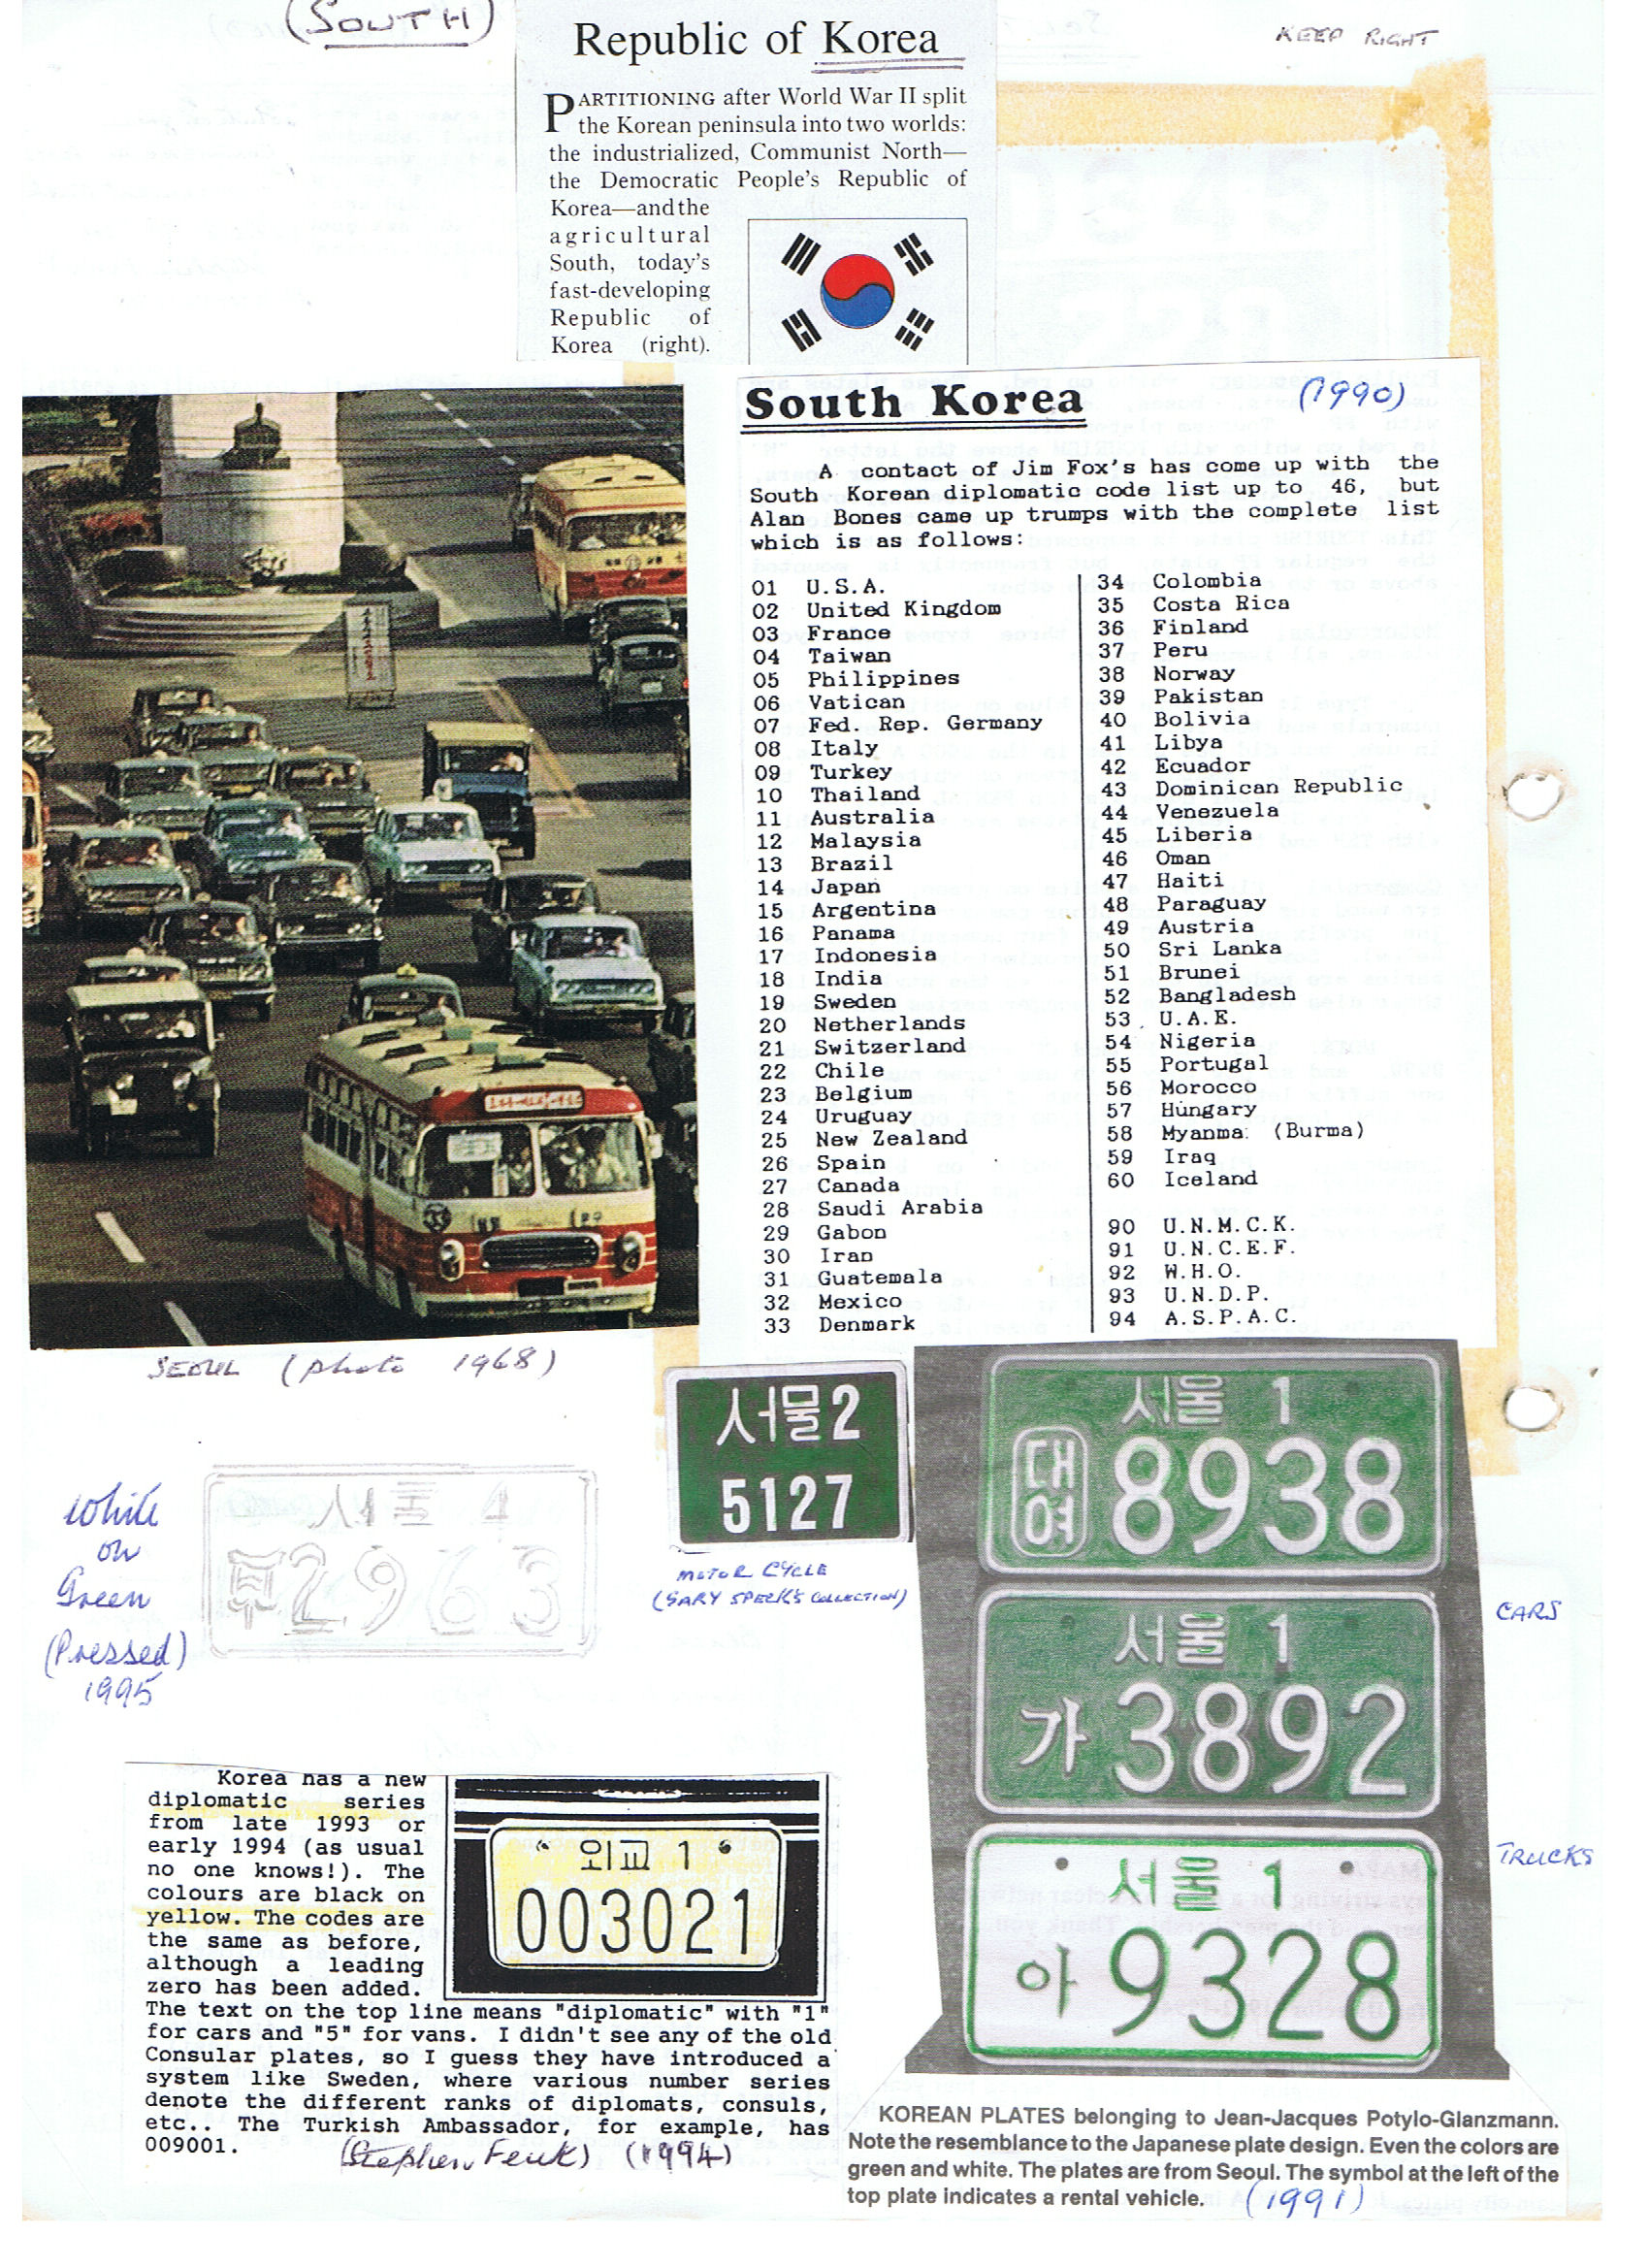 (SOUTH)
KEEP RIGHT
Republic of Korea
PARTITIONING after World War II split
the Korean peninsula into two worlds:
the industrialized, Communist North—
the Democratic People's Republic of
Korea—and the
agricultural
South, today's
fast-developing
Republic of
Korea (right).
South Korea
(1990)
A contact of Jim Fox's has come up with the
South Korean diplomatic code list up to 46, but
Alan Bones came up trumps with the complete list
which is as follows:
01 U.S.A.
02 United Kingdom
03 France
04 Taiwan
05 Philippines
06 Vatican
07 Fed. Rep. Germany
08 Italy
09 Turkey
10 Thailand
11 Australia
12 Malaysia
13 Brazil
14 Japan
15 Argentina
16 Panama
17 Indonesia
18 India
19 Sweden
20 Netherlands
21 Switzerland
22 Chile
23 Belgium
24 Uruguay
25 New Zealand
26 Spain
27 Canada
28 Saudi Arabia
29 Gabon
30 Iran
31 Guatemala
32 Mexico
33 Denmark
34 Colombia
35 Costa Rica
36 Finland
37 Peru
38 Norway
39 Pakistan
40 Bolivia
41 Libya
42 Ecuador
43 Dominican Republic
44 Venezuela
45 Liberia
46 Oman
47 Haiti
48 Paraguay
49 Austria
50 Sri Lanka
51 Brunei
52 Bangladesh
53 U.A.E.
54 Nigeria
55 Portugal
56 Morocco
57 Hungary
58 Myanma. (Burma)
59 Iraq
60 Iceland
90 U.N.M.C.K.
91 U.N.C.E.F.
92 W.H.O.
93 U.N.D.P.
94 A.S.P.A.C.
SEOUL (photo 1968)
White
on
Green
(Pressed)
1995
서울 4
2963
서울2
5127
MOTOR CYCLE
(GARY SPERK'S COLLECTION)
서울 1
대여 8938
서울 1
가 3892
CARS
서울 1
아 9328
TRUCKS
Korea has a new
diplomatic series
from late 1993 or
early 1994 (as usual
no one knows!). The
colours are black on
yellow. The codes are
the same as before,
although a leading
zero has been added.
The text on the top line means "diplomatic" with "1"
for cars and "5" for vans. I didn't see any of the old
Consular plates, so I guess they have introduced a
system like Sweden, where various number series
denote the different ranks of diplomats, consuls,
etc.. The Turkish Ambassador, for example, has
009001.
(Stephen Feuk) (1994)
외교 1
003021
KOREAN PLATES belonging to Jean-Jacques Potylo-Glanzmann.
Note the resemblance to the Japanese plate design. Even the colors are
green and white. The plates are from Seoul. The symbol at the left of the
top plate indicates a rental vehicle.
(1991)